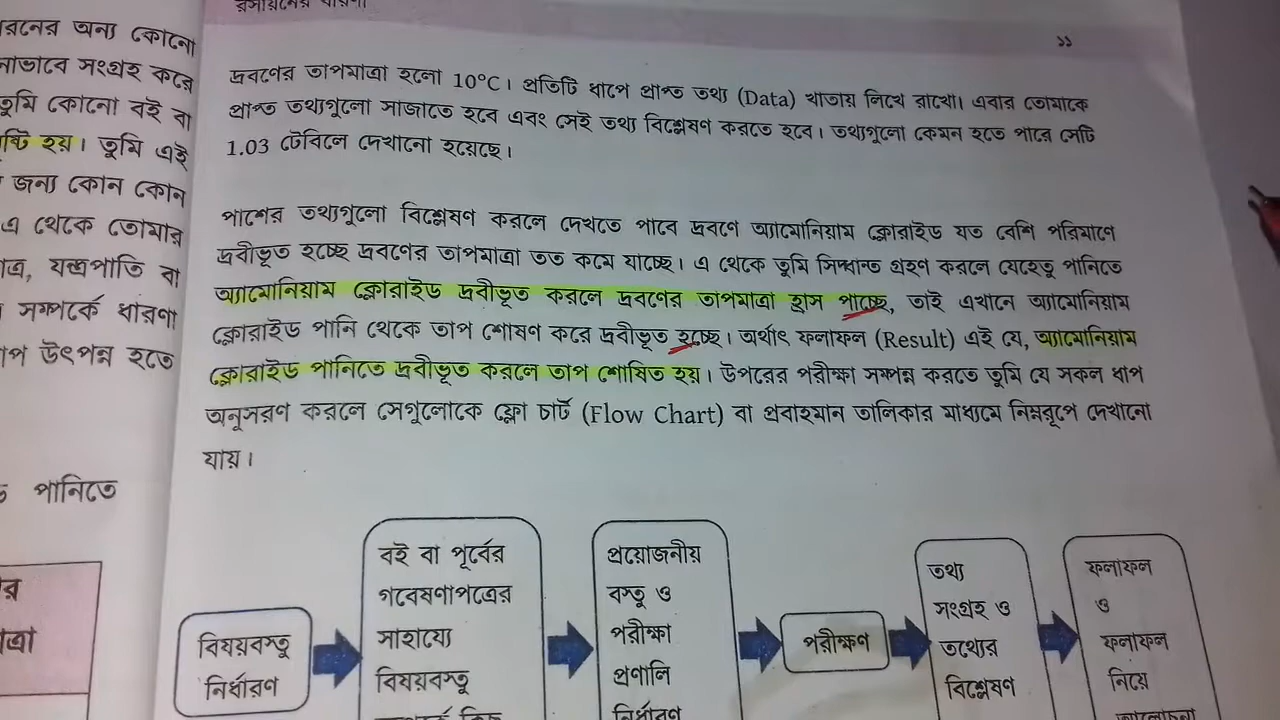 রসায়নের ধারণা
১১
রনের অন্য কোনো
নাভাবে সংগ্রহ করে
তুমি কোনো বই বা
ষ্টি হয়। তুমি এই
জন্য কোন কোন
এ থেকে তোমার
ত্র, যন্ত্রপাতি বা
সম্পর্কে ধারণা
াপ উৎপন্ন হতে
পানিতে
র
াত্রা
দ্রবণের তাপমাত্রা হলো 10°C। প্রতিটি ধাপে প্রাপ্ত তথ্য (Data) খাতায় লিখে রাখো। এবার তোমাকে
প্রাপ্ত তথ্যগুলো সাজাতে হবে এবং সেই তথ্য বিশ্লেষণ করতে হবে। তথ্যগুলো কেমন হতে পারে সেটি
1.03 টেবিলে দেখানো হয়েছে।
পাশের তথ্যগুলো বিশ্লেষণ করলে দেখতে পাবে দ্রবণে অ্যামোনিয়াম ক্লোরাইড যত বেশি পরিমাণে
দ্রবীভূত হচ্ছে দ্রবণের তাপমাত্রা তত কমে যাচ্ছে। এ থেকে তুমি সিদ্ধান্ত গ্রহণ করলে যেহেতু পানিতে
অ্যামোনিয়াম ক্লোরাইড দ্রবীভূত করলে দ্রবণের তাপমাত্রা হ্রাস পাচ্ছে, তাই এখানে অ্যামোনিয়াম
ক্লোরাইড পানি থেকে তাপ শোষণ করে দ্রবীভূত হচ্ছে। অর্থাৎ ফলাফল (Result) এই যে, অ্যামোনিয়াম
ক্লোরাইড পানিতে দ্রবীভূত করলে তাপ শোষিত হয়। উপরের পরীক্ষা সম্পন্ন করতে তুমি যে সকল ধাপ
অনুসরণ করলে সেগুলোকে ফ্লো চার্ট (Flow Chart) বা প্রবাহমান তালিকার মাধ্যমে নিম্নরূপে দেখানো
যায়।
বিষয়বস্তু
নির্ধারণ
বই বা পূর্বের
গবেষণাপত্রের
সাহায্যে
বিষয়বস্তু
প্রয়োজনীয়
বস্তু ও
পরীক্ষা
প্রণালি
নির্ধারণ
পরীক্ষণ
তথ্য
সংগ্রহ ও
তথ্যের
বিশ্লেষণ
ফলাফল
ও
ফলাফল
নিয়ে
আলোচনা